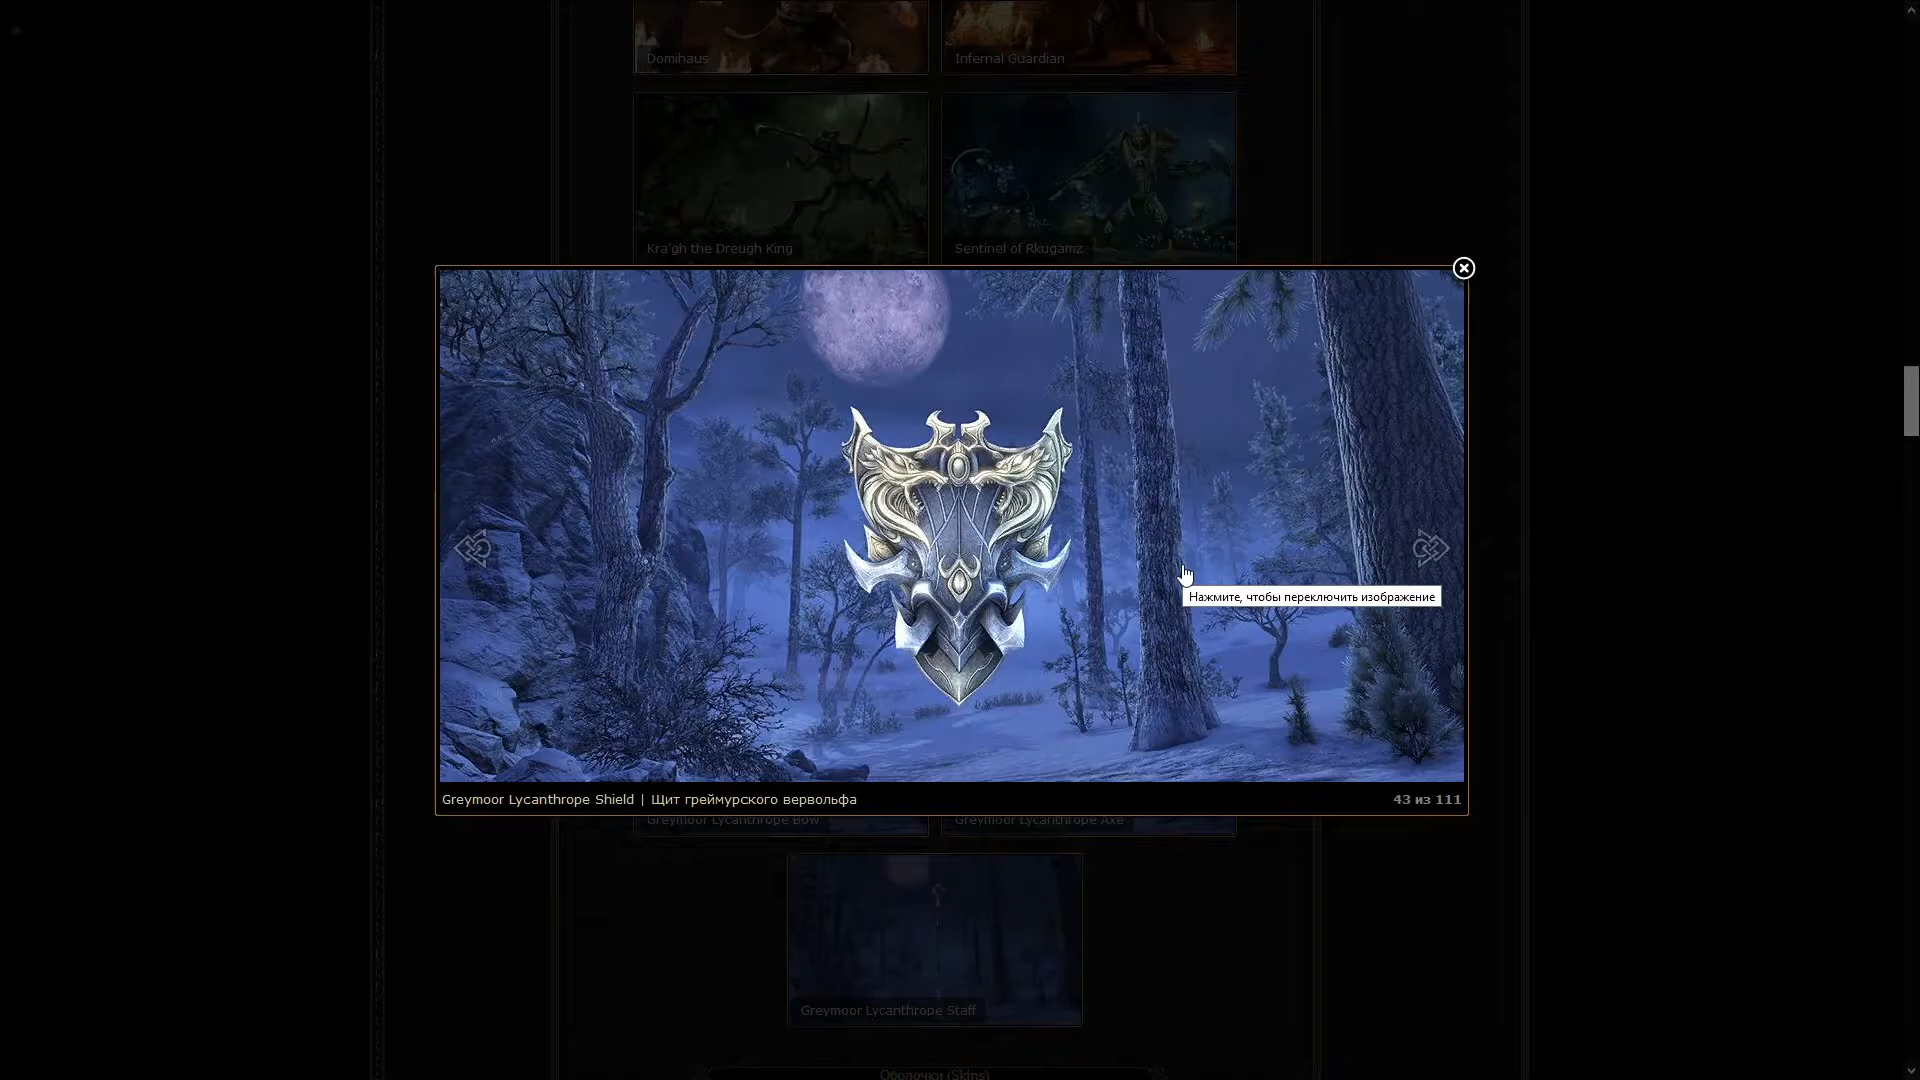 Domihaus
Infernal Guardian
Kra'gh the Dreugh King
Sentinel of Rkugamz
Нажмите, чтобы переключить изображение
Greymoor Lycanthrope Shield | Щит греймурского вервольфа
43 из 111
Greymoor Lycanthrope Bow
Greymoor Lycanthrope Axe
Greymoor Lycanthrope Staff
Оболочки (Skins)